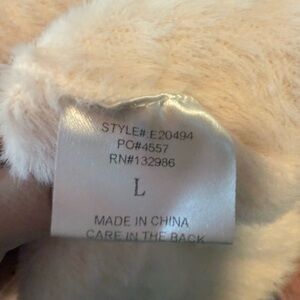 STYLE#:E20494
PO#4557
RN#132986
L
MADE IN CHINA
CARE IN THE BACK